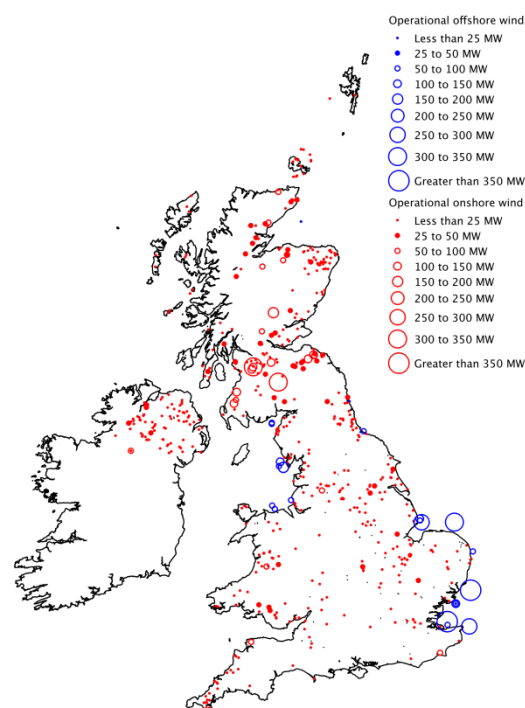 Operational offshore wind
Less than 25 MW
25 to 50 MW
50 to 100 MW
100 to 150 MW
150 to 200 MW
200 to 250 MW
250 to 300 MW
300 to 350 MW
Greater than 350 MW
Operational onshore wind
Less than 25 MW
25 to 50 MW
50 to 100 MW
100 to 150 MW
150 to 200 MW
200 to 250 MW
250 to 300 MW
300 to 350 MW
Greater than 350 MW